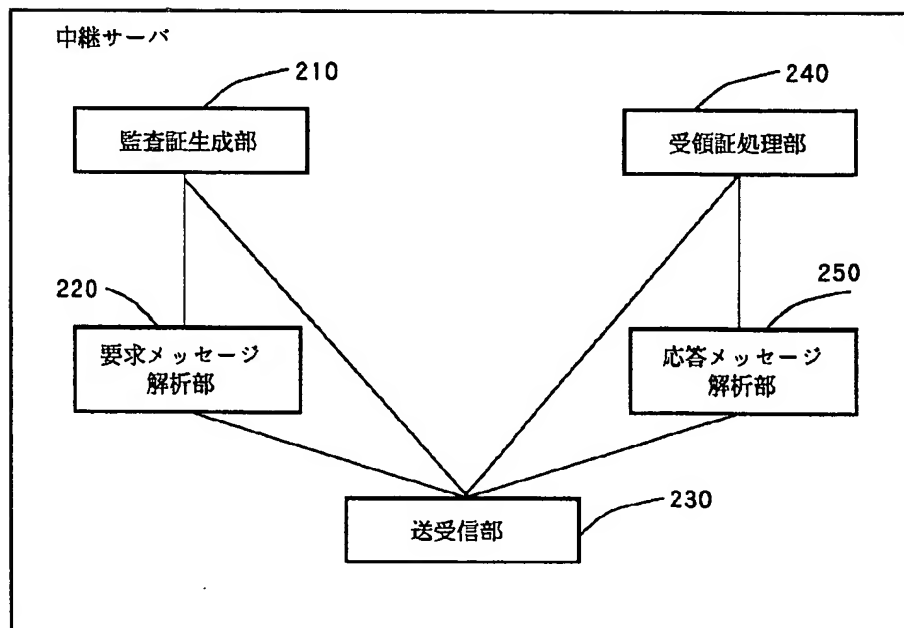 中継サーバ
210
240
監査証生成部
受領証処理部
220
250
要求メッセージ
解析部
応答メッセージ
解析部
230
送受信部